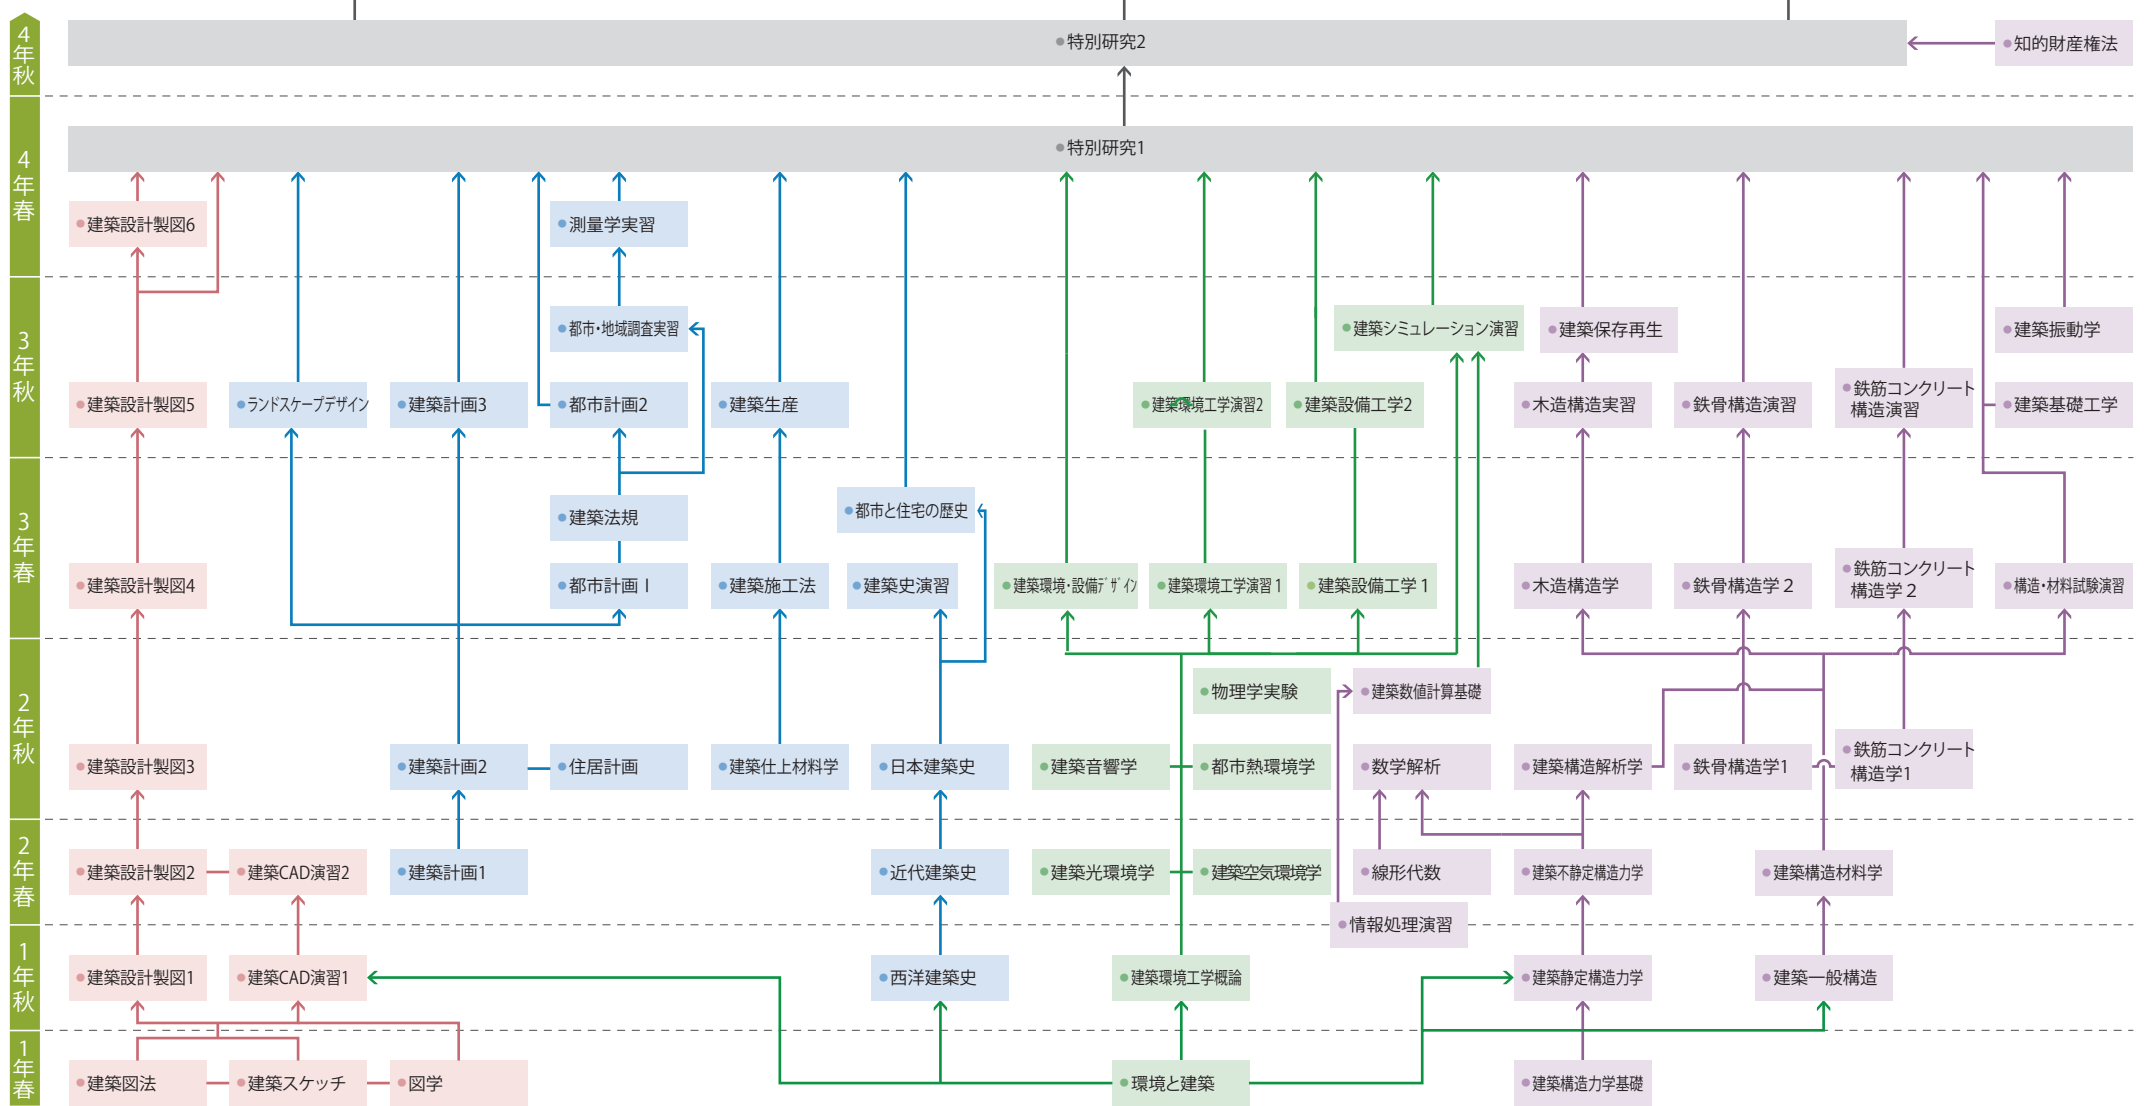 4年秋
特別研究2
知的財産権法
4年春
特別研究1
建築設計製図6
測量学実習
3年秋
都市・地域調査実習
建築シミュレーション演習
建築保存再生
建築振動学
建築設計製図5
ランドスケープデザイン
建築計画3
都市計画2
建築生産
建築環境工学演習2
建築設備工学2
木造構造実習
鉄骨構造演習
鉄筋コンクリート
構造演習
建築基礎工学
3年春
都市と住宅の歴史
建築法規
建築設計製図4
都市計画Ⅰ
建築施工法
建築史演習
建築環境・設備デザイン
建築環境工学演習1
建築設備工学1
木造構造学
鉄骨構造学2
鉄筋コンクリート
構造学2
構造・材料試験演習
2年秋
物理学実験
建築数値計算基礎
建築設計製図3
建築計画2
住居計画
建築仕上材料学
日本建築史
建築音響学
都市熱環境学
数学解析
建築構造解析学
鉄骨構造学1
鉄筋コンクリート
構造学1
2年春
建築設計製図2
建築CAD演習2
建築計画1
近代建築史
建築光環境学
建築空気環境学
線形代数
建築不静定構造力学
建築構造材料学
情報処理演習
1年秋
建築設計製図1
建築CAD演習1
西洋建築史
建築環境工学概論
建築静定構造力学
建築一般構造
1年春
建築図法
建築スケッチ
図学
環境と建築
建築構造力学基礎